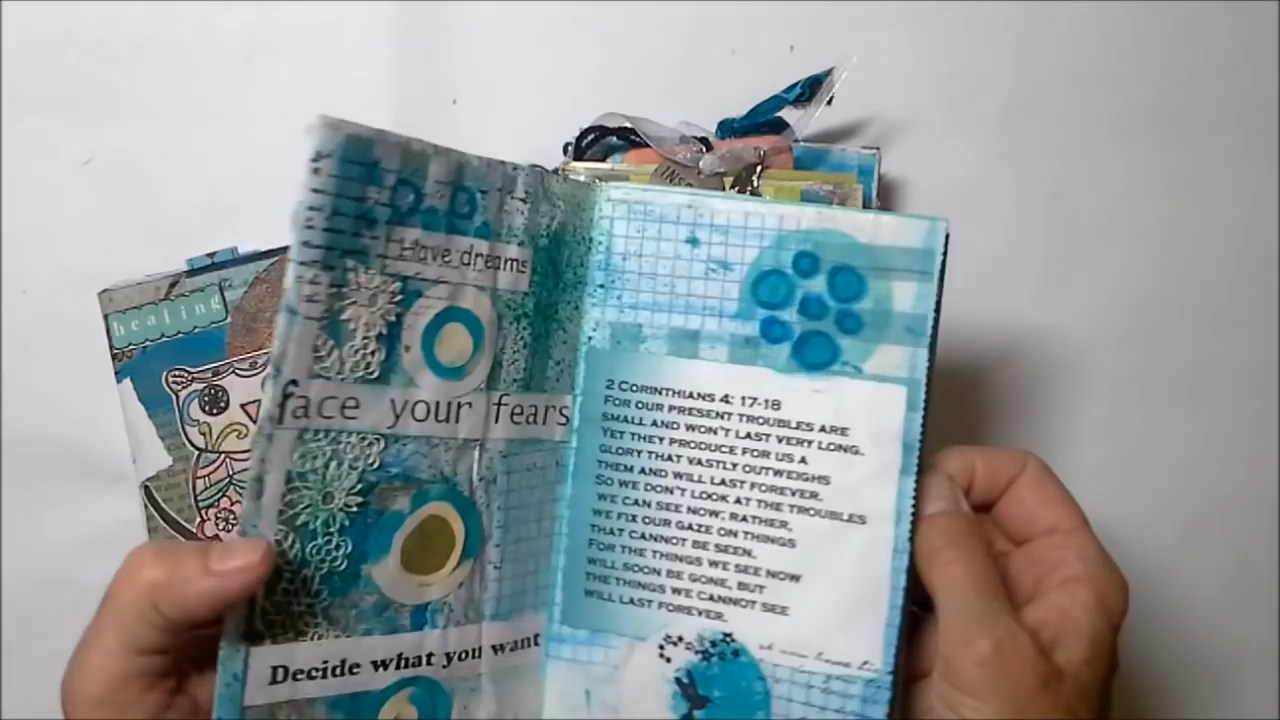 healing
Have dreams
face your fears
Decide what you want
2 CORINTHIANS 4: 17-18
FOR OUR PRESENT TROUBLES ARE
SMALL AND WON'T LAST VERY LONG.
YET THEY PRODUCE FOR US A
GLORY THAT VASTLY OUTWEIGHS
THEM AND WILL LAST FOREVER.
SO WE DON'T LOOK AT THE TROUBLES
WE CAN SEE NOW; RATHER,
WE FIX OUR GAZE ON THINGS
THAT CANNOT BE SEEN.
FOR THE THINGS WE SEE NOW
WILL SOON BE GONE, BUT
THE THINGS WE CANNOT SEE
WILL LAST FOREVER.